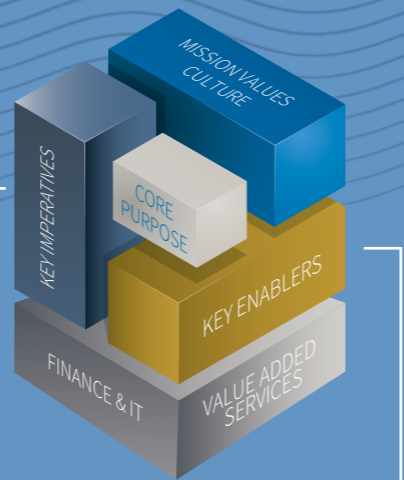 MISSION VALUES
CULTURE
KEY IMPERATIVES
CORE
PURPOSE
KEY ENABLERS
FINANCE & IT
VALUE ADDED
SERVICES